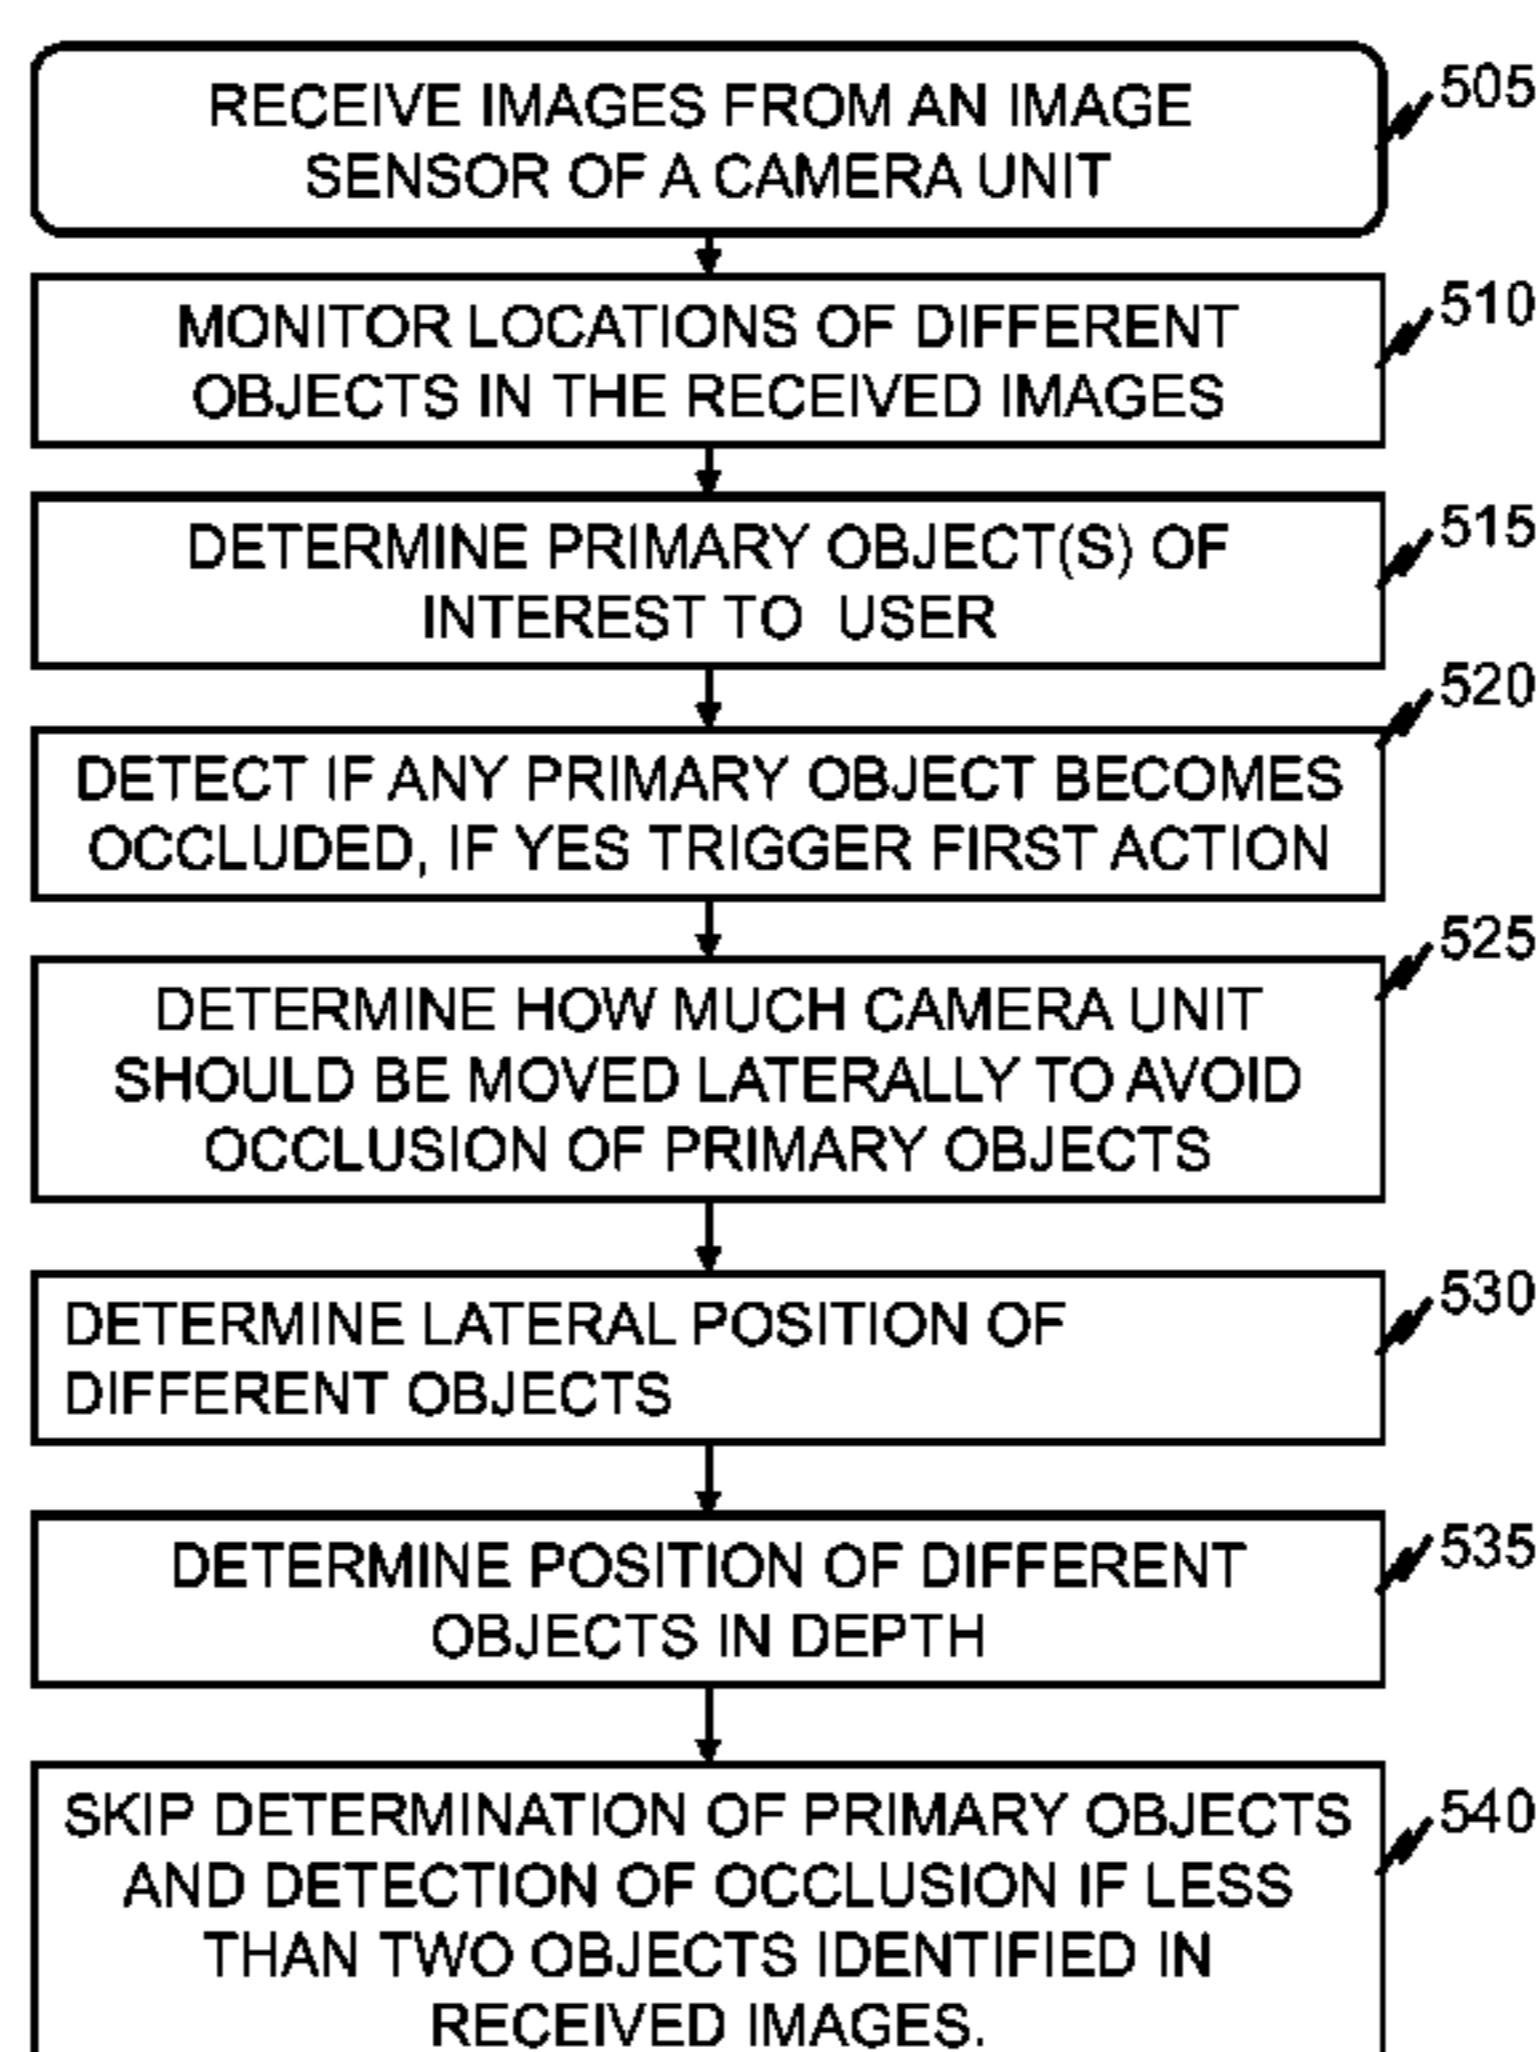 RECEIVE IMAGES FROM AN IMAGE
SENSOR OF A CAMERA UNIT
505
MONITOR LOCATIONS OF DIFFERENT
OBJECTS IN THE RECEIVED IMAGES
510
DETERMINE PRIMARY OBJECT(S) OF
INTEREST TO USER
515
DETECT IF ANY PRIMARY OBJECT BECOMES
OCCLUDED, IF YES TRIGGER FIRST ACTION
520
DETERMINE HOW MUCH CAMERA UNIT
SHOULD BE MOVED LATERALLY TO AVOID
OCCLUSION OF PRIMARY OBJECTS
525
DETERMINE LATERAL POSITION OF
DIFFERENT OBJECTS
530
DETERMINE POSITION OF DIFFERENT
OBJECTS IN DEPTH
535
SKIP DETERMINATION OF PRIMARY OBJECTS
AND DETECTION OF OCCLUSION IF LESS
THAN TWO OBJECTS IDENTIFIED IN
RECEIVED IMAGES.
540